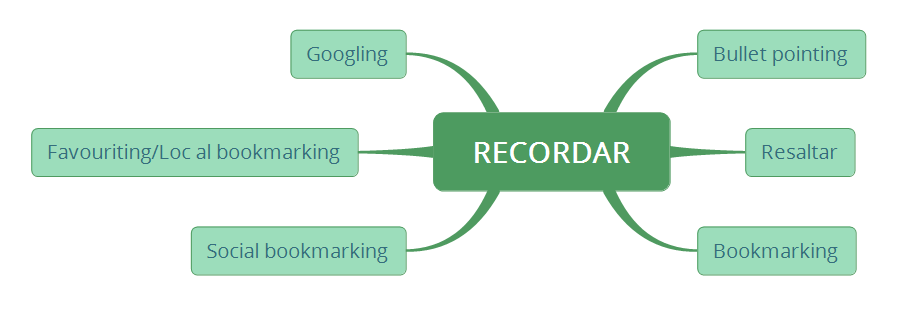 Googling
Bullet pointing
Favouriting/Loc al bookmarking
RECORDAR
Resaltar
Social bookmarking
Bookmarking